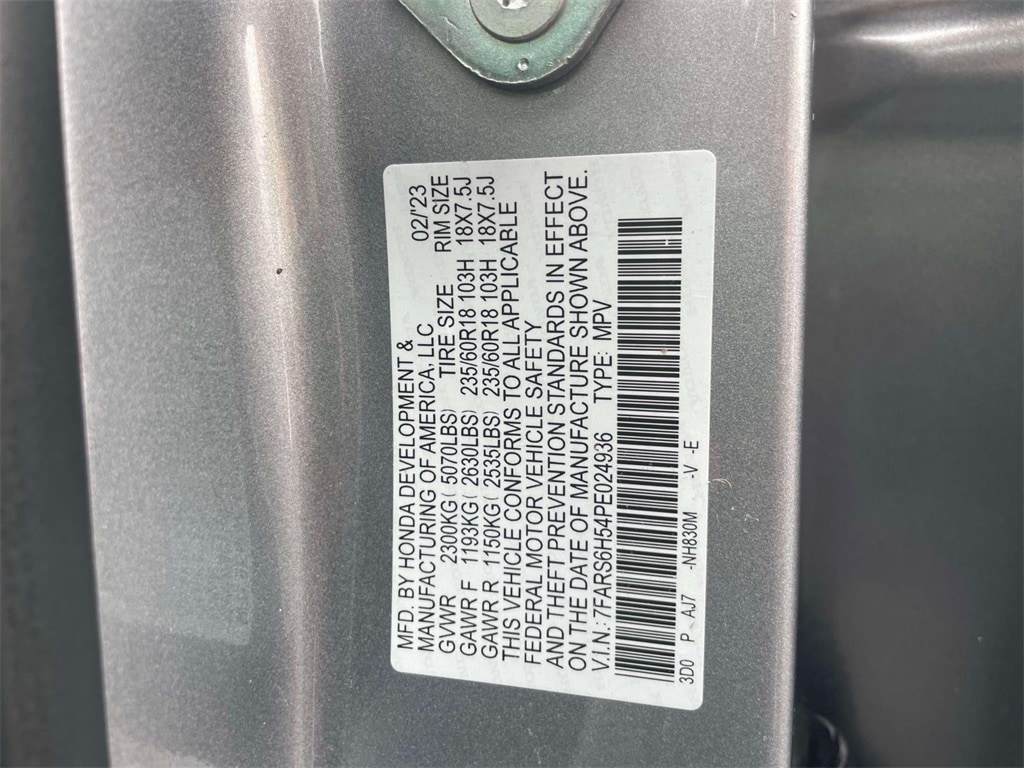 MFD. BY HONDA DEVELOPMENT &
MANUFACTURING OF AMERICA, LLC 02/'23
GVWR 2300KG ( 5070LBS) TIRE SIZE RIM SIZE
GAWR F 1193KG ( 2630LBS) 235/60R18 103H 18X7.5J
GAWR R 1150KG ( 2535LBS) 235/60R18 103H 18X7.5J
THIS VEHICLE CONFORMS TO ALL APPLICABLE
FEDERAL MOTOR VEHICLE SAFETY
AND THEFT PREVENTION STANDARDS IN EFFECT
ON THE DATE OF MANUFACTURE SHOWN ABOVE.
V.I.N.: 7FARS6H54PE024936 TYPE: MPV
3D0 P AJ7 -NH830M -V -E